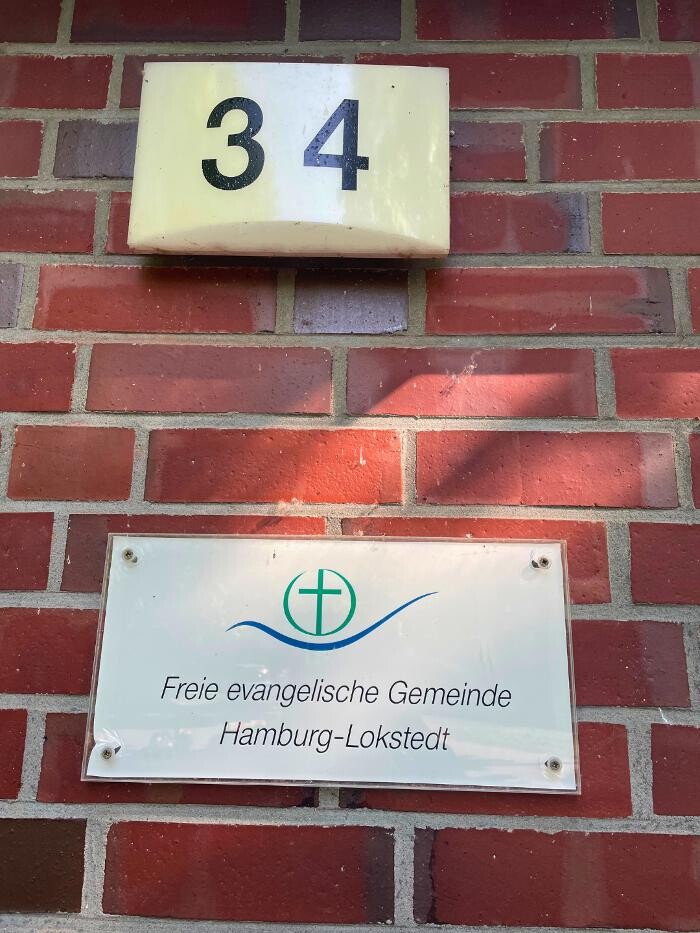 34
Freie evangelische Gemeinde
Hamburg-Lokstedt